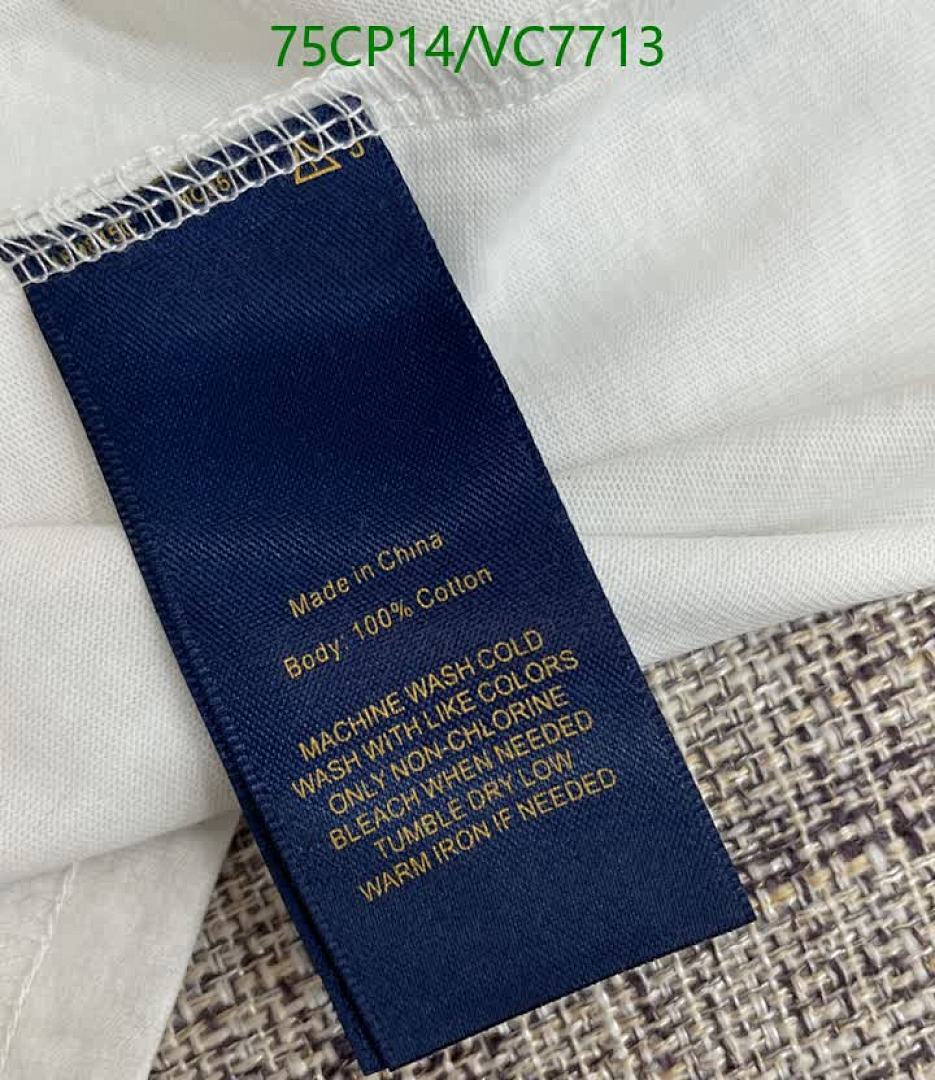 75CP14/VC7713
Made in China
Body: 100% Cotton
MACHINE WASH COLD
WASH WITH LIKE COLORS
ONLY NON-CHLORINE
BLEACH WHEN NEEDED
TUMBLE DRY LOW
WARM IRON IF NEEDED